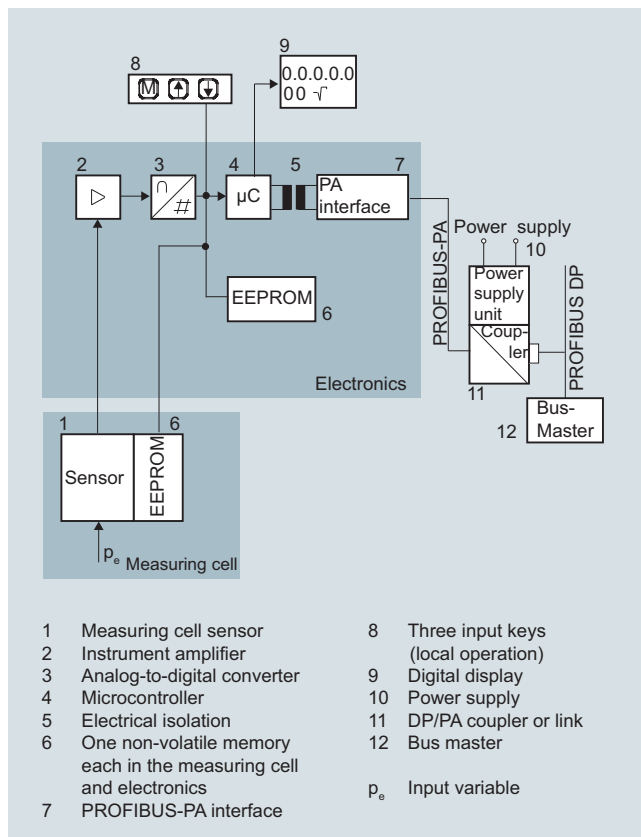 8
9
M
0.0.0.0.0
00 √
2
3
4
5
7
∩
#
µC
PA
interface
Power supply
10
EEPROM
6
PROFIBUS-PA
Power
supply
unit
Coup-
ler
PROFIBUS DP
11
Electronics
12
Bus-
Master
1
6
Sensor
EEPROM
pe
Measuring cell
1 Measuring cell sensor
2 Instrument amplifier
3 Analog-to-digital converter
4 Microcontroller
5 Electrical isolation
6 One non-volatile memory
each in the measuring cell
and electronics
7 PROFIBUS-PA interface
8 Three input keys
(local operation)
9 Digital display
10 Power supply
11 DP/PA coupler or link
12 Bus master
pe Input variable